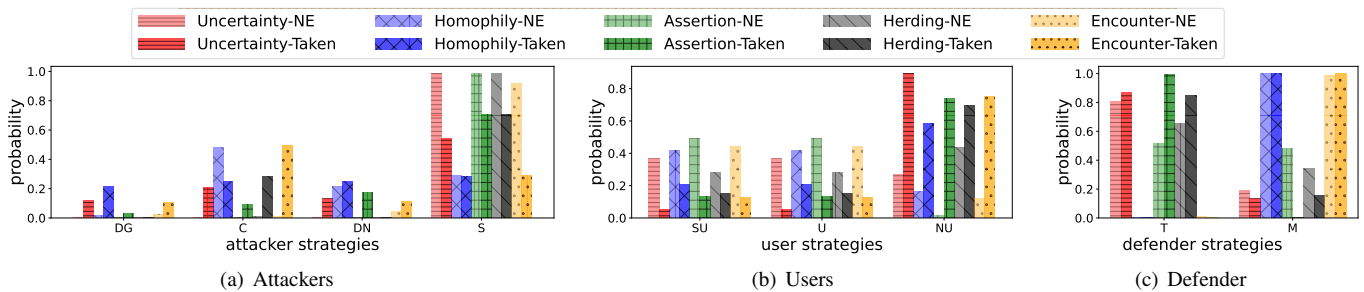 Uncertainty-NE Homophily-NE Assertion-NE Herding-NE Encounter-NE
Uncertainty-Taken Homophily-Taken Assertion-Taken Herding-Taken Encounter-Taken
probability
1.0
0.8
0.6
0.4
0.2
0.0
DG C DN S
attacker strategies
(a) Attackers
probability
0.8
0.6
0.4
0.2
0.0
SU U NU
user strategies
(b) Users
probability
1.0
0.8
0.6
0.4
0.2
0.0
T M
defender strategies
(c) Defender